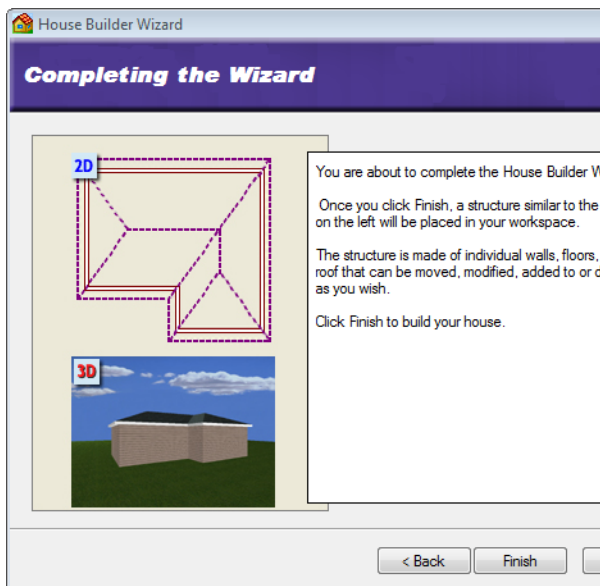 House Builder Wizard
Completing the Wizard
2D
You are about to complete the House Builder
Once you click Finish, a structure similar to the
on the left will be placed in your workspace.
The structure is made of individual walls, floors,
roof that can be moved, modified, added to or
as you wish.
Click Finish to build your house.
3D
< Back
Finish